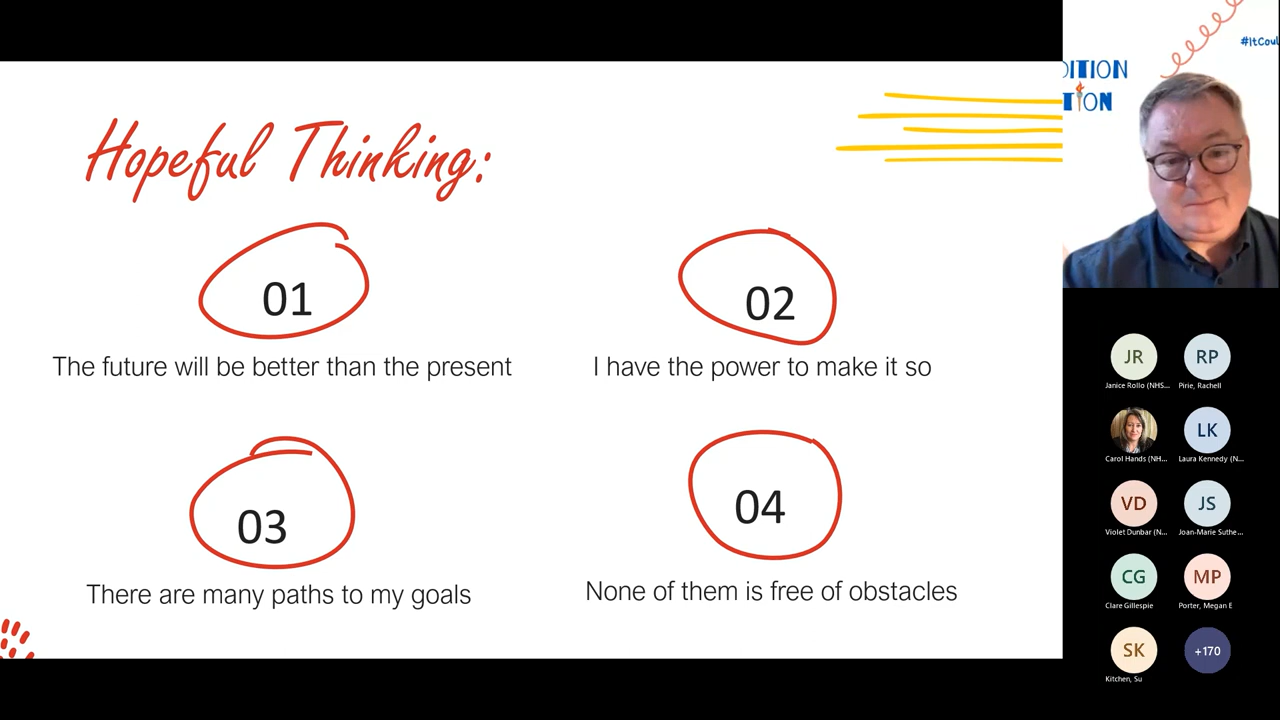 Hopeful Thinking:
01
The future will be better than the present
02
I have the power to make it so
03
There are many paths to my goals
04
None of them is free of obstacles
#ItCoul
DITION
TION
JR
RP
Janice Rollo (NHS...
Pirie, Rachell
LK
Carol Hands (NH...
Laura Kennedy (N...
VD
JS
Violet Dunbar (N...
Joan-Marie Suthe...
CG
MP
Clare Gillespie
Porter, Megan E
SK
+170
Kitchen, Su